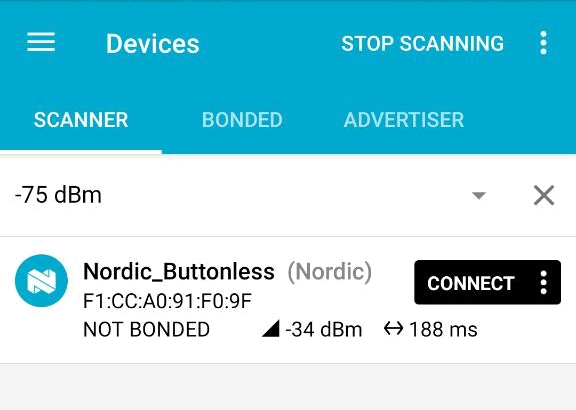 Devices STOP SCANNING
SCANNER BONDED ADVERTISER
-75 dBm
Nordic_Buttonless (Nordic) CONNECT
F1:CC:A0:91:F0:9F
NOT BONDED -34 dBm 188 ms